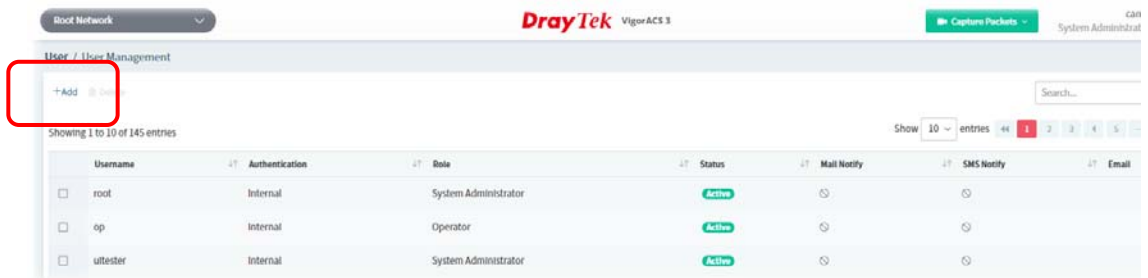 Root Network
DrayTek VigorACS 3
Capture Packets
System Administrat
User / User Management
+Add Delete
Search...
Showing 1 to 10 of 145 entries
Show 10 entries 1 2 3 4 5
Username Authentication Role Status Mail Notify SMS Notify Email
root Internal System Administrator Active
op Internal Operator Active
uitester Internal System Administrator Active